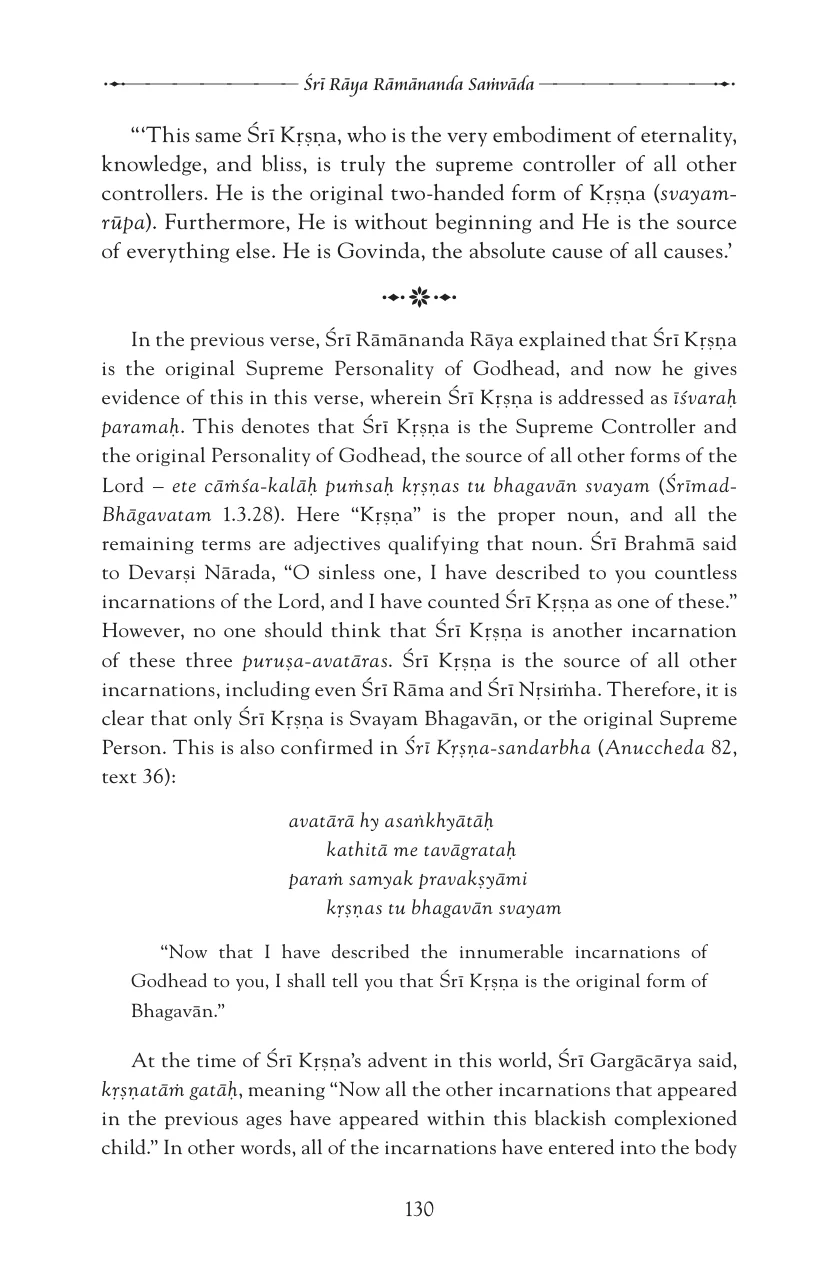 Śrī Rāya Rāmānanda Saṁvāda
“‘This same Śrī Kṛṣṇa, who is the very embodiment of eternality,
knowledge, and bliss, is truly the supreme controller of all other
controllers. He is the original two-handed form of Kṛṣṇa (svayam-
rūpa). Furthermore, He is without beginning and He is the source
of everything else. He is Govinda, the absolute cause of all causes.’
In the previous verse, Śrī Rāmānanda Rāya explained that Śrī Kṛṣṇa
is the original Supreme Personality of Godhead, and now he gives
evidence of this in this verse, wherein Śrī Kṛṣṇa is addressed as īśvaraḥ
paramaḥ. This denotes that Śrī Kṛṣṇa is the Supreme Controller and
the original Personality of Godhead, the source of all other forms of the
Lord – ete cāṁśa-kalāḥ puṁsaḥ kṛṣṇas tu bhagavān svayam (Śrīmad-
Bhāgavatam 1.3.28). Here “Kṛṣṇa” is the proper noun, and all the
remaining terms are adjectives qualifying that noun. Śrī Brahmā said
to Devarṣi Nārada, “O sinless one, I have described to you countless
incarnations of the Lord, and I have counted Śrī Kṛṣṇa as one of these.”
However, no one should think that Śrī Kṛṣṇa is another incarnation
of these three puruṣa-avatāras. Śrī Kṛṣṇa is the source of all other
incarnations, including even Śrī Rāma and Śrī Nṛsiṁha. Therefore, it is
clear that only Śrī Kṛṣṇa is Svayam Bhagavān, or the original Supreme
Person. This is also confirmed in Śrī Kṛṣṇa-sandarbha (Anuccheda 82,
text 36):
avatārā hy asaṅkhyātāḥ
kathitā me tavāgrataḥ
paraṁ samyak pravakṣyāmi
kṛṣṇas tu bhagavān svayam
“Now that I have described the innumerable incarnations of
Godhead to you, I shall tell you that Śrī Kṛṣṇa is the original form of
Bhagavān.”
At the time of Śrī Kṛṣṇa’s advent in this world, Śrī Gargācārya said,
kṛṣṇatāṁ gatāḥ, meaning “Now all the other incarnations that appeared
in the previous ages have appeared within this blackish complexioned
child.” In other words, all of the incarnations have entered into the body
130